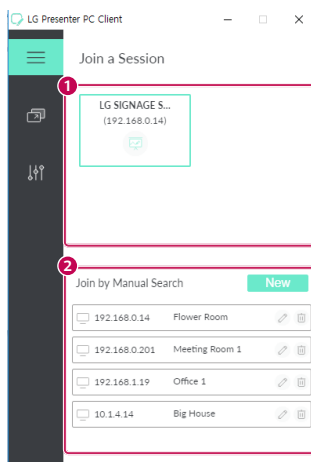 LG Presenter PC Client
Join a Session
1
LG SIGNAGE S...
(192.168.0.14)
2
Join by Manual Search
New
192.168.0.14 Flower Room
192.168.0.201 Meeting Room 1
192.168.1.19 Office 1
10.1.4.14 Big House